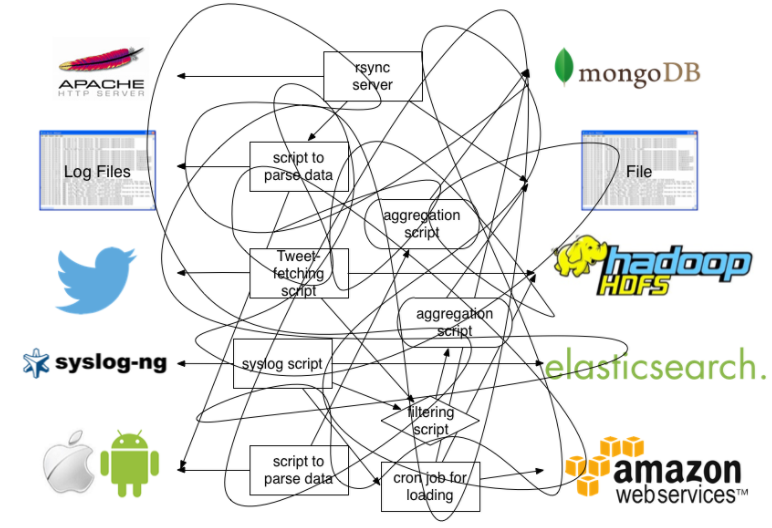 APACHE
HTTP SERVER
rsync
server
mongoDB
Log Files
script to
parse data
File
aggregation
script
Tweet-
fetching
script
hadoop
HDFS
aggregation
script
syslog-ng
syslog script
elasticsearch.
filtering
script
script to
parse data
cron job for
loading
amazon
webservices™